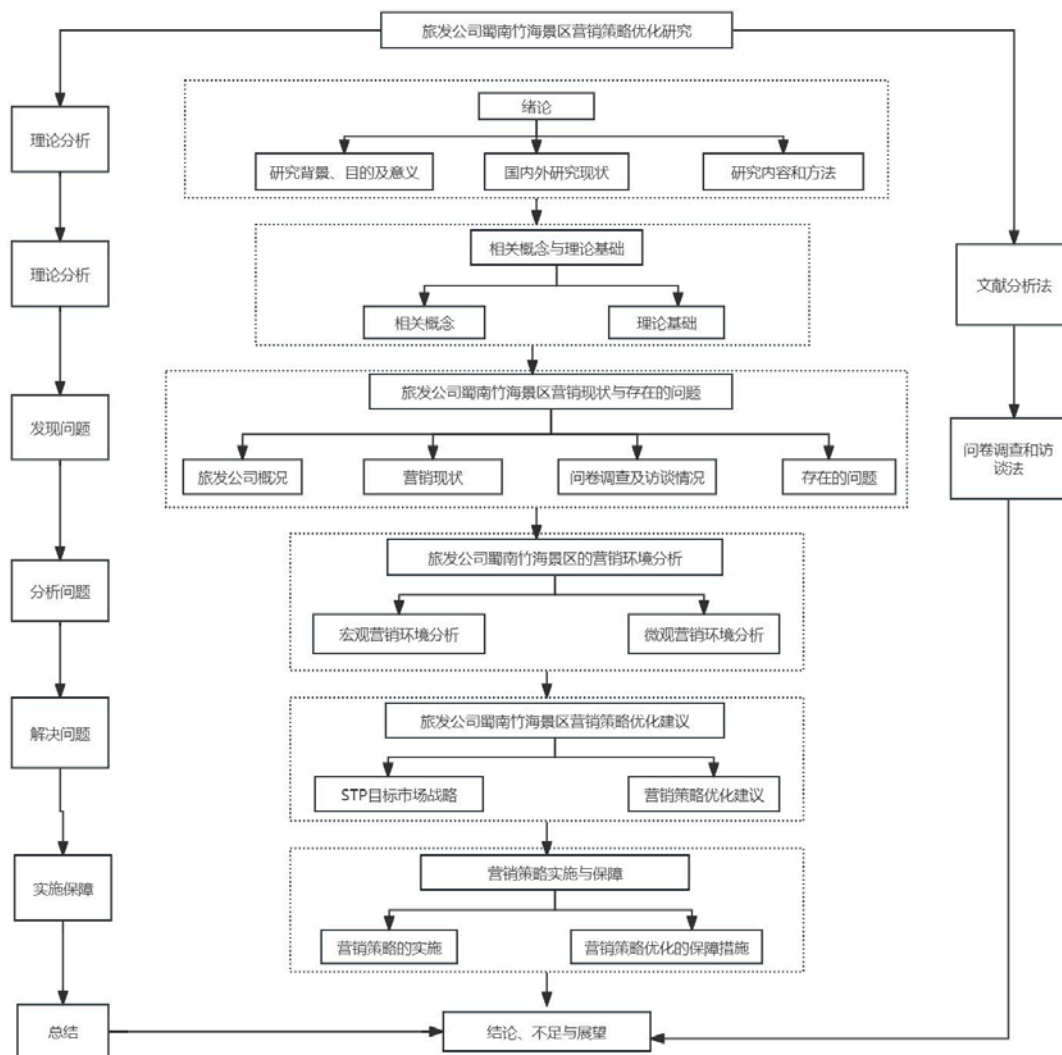 旅发公司蜀南竹海景区营销策略优化研究
绪论
理论分析
研究背景、目的及意义
国内外研究现状
研究内容和方法
相关概念与理论基础
理论分析
文献分析法
相关概念
理论基础
旅发公司蜀南竹海景区营销现状与存在的问题
发现问题
问卷调查和访
谈法
旅发公司概况
营销现状
问卷调查及访谈情况
存在的问题
旅发公司蜀南竹海景区的营销环境分析
分析问题
宏观营销环境分析
微观营销环境分析
旅发公司蜀南竹海景区营销策略优化建议
解决问题
STP目标市场战略
营销策略优化建议
营销策略实施与保障
实施保障
营销策略的实施
营销策略优化的保障措施
总结
结论、不足与展望